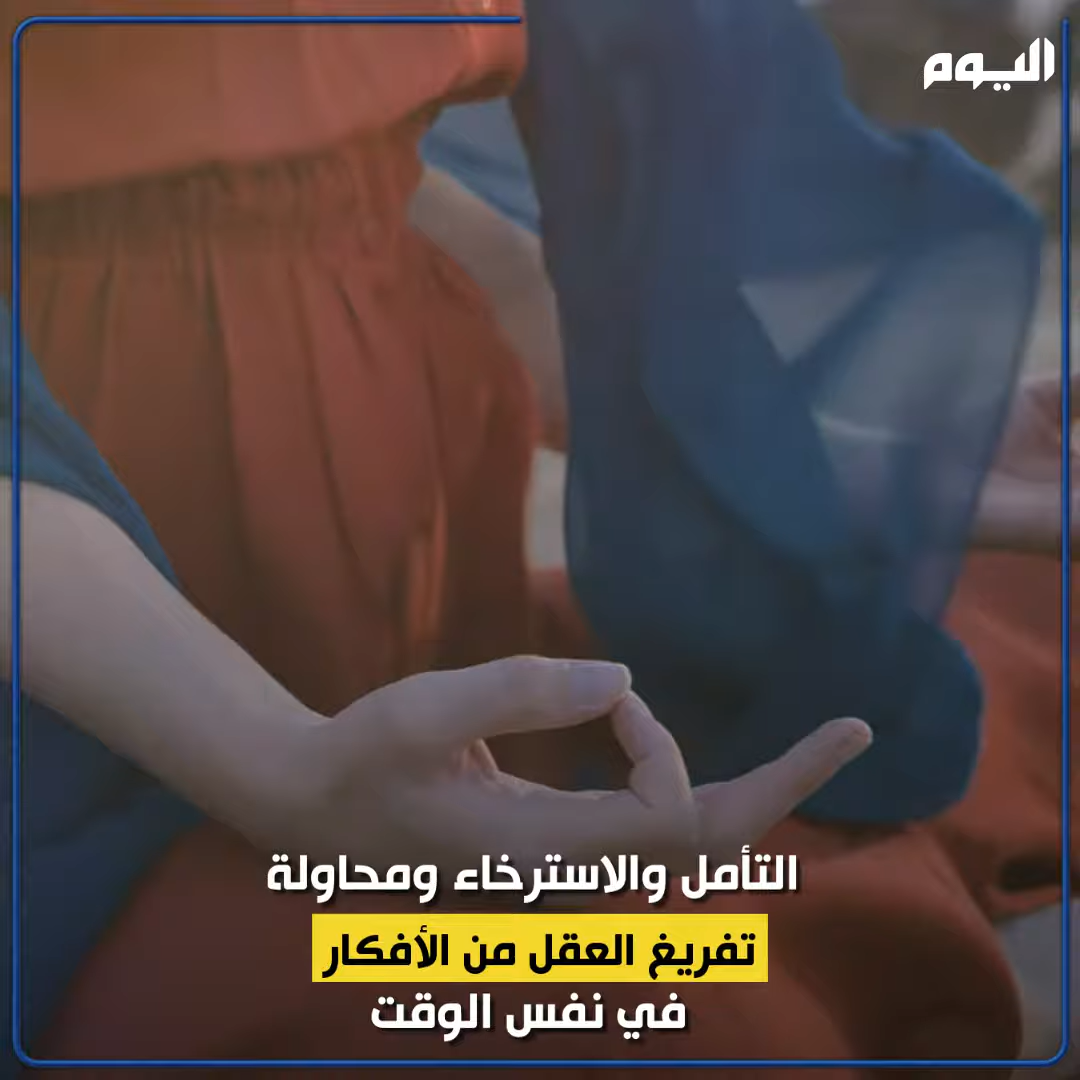 اليوم
التأمل والاسترخاء ومحاولة
تفريغ العقل من الأفكار
في نفس الوقت